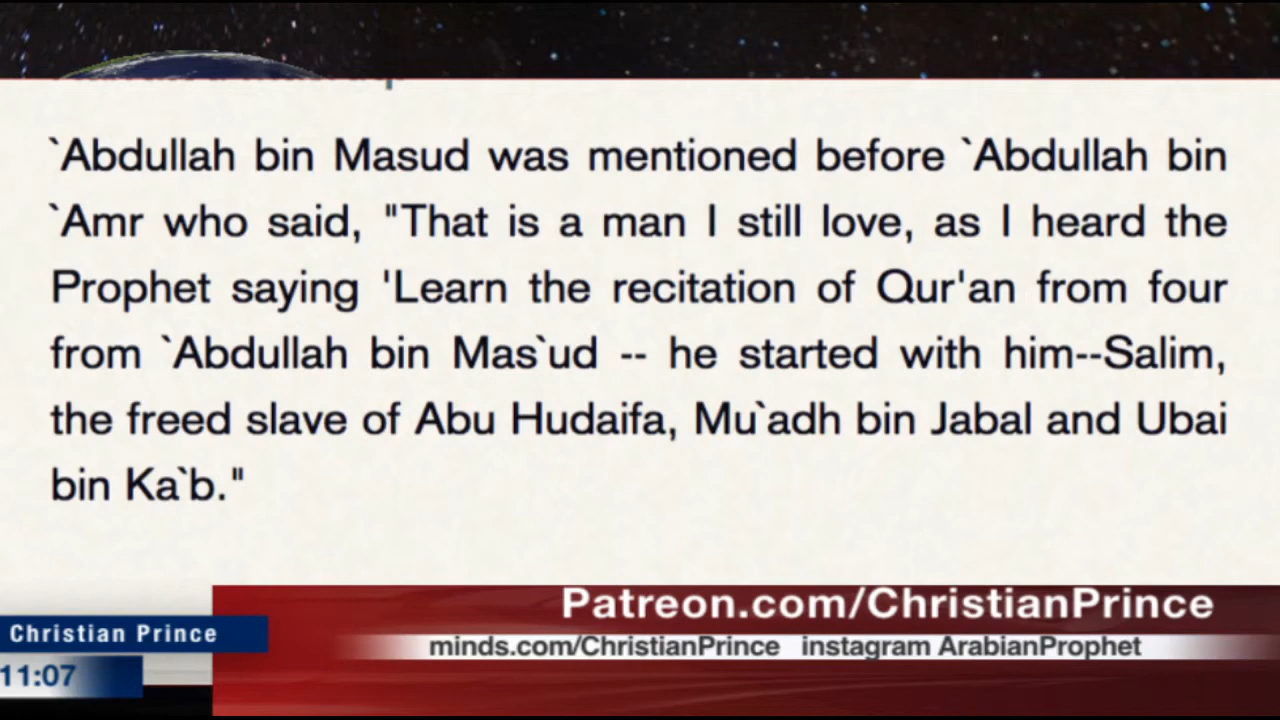 `Abdullah bin Masud was mentioned before `Abdullah bin
`Amr who said, "That is a man I still love, as I heard the
Prophet saying 'Learn the recitation of Qur'an from four
from `Abdullah bin Mas`ud -- he started with him--Salim,
the freed slave of Abu Hudaifa, Mu`adh bin Jabal and Ubai
bin Ka`b."
Patreon.com/ChristianPrince
Christian Prince
minds.com/ChristianPrince instagram ArabianProphet
11:07